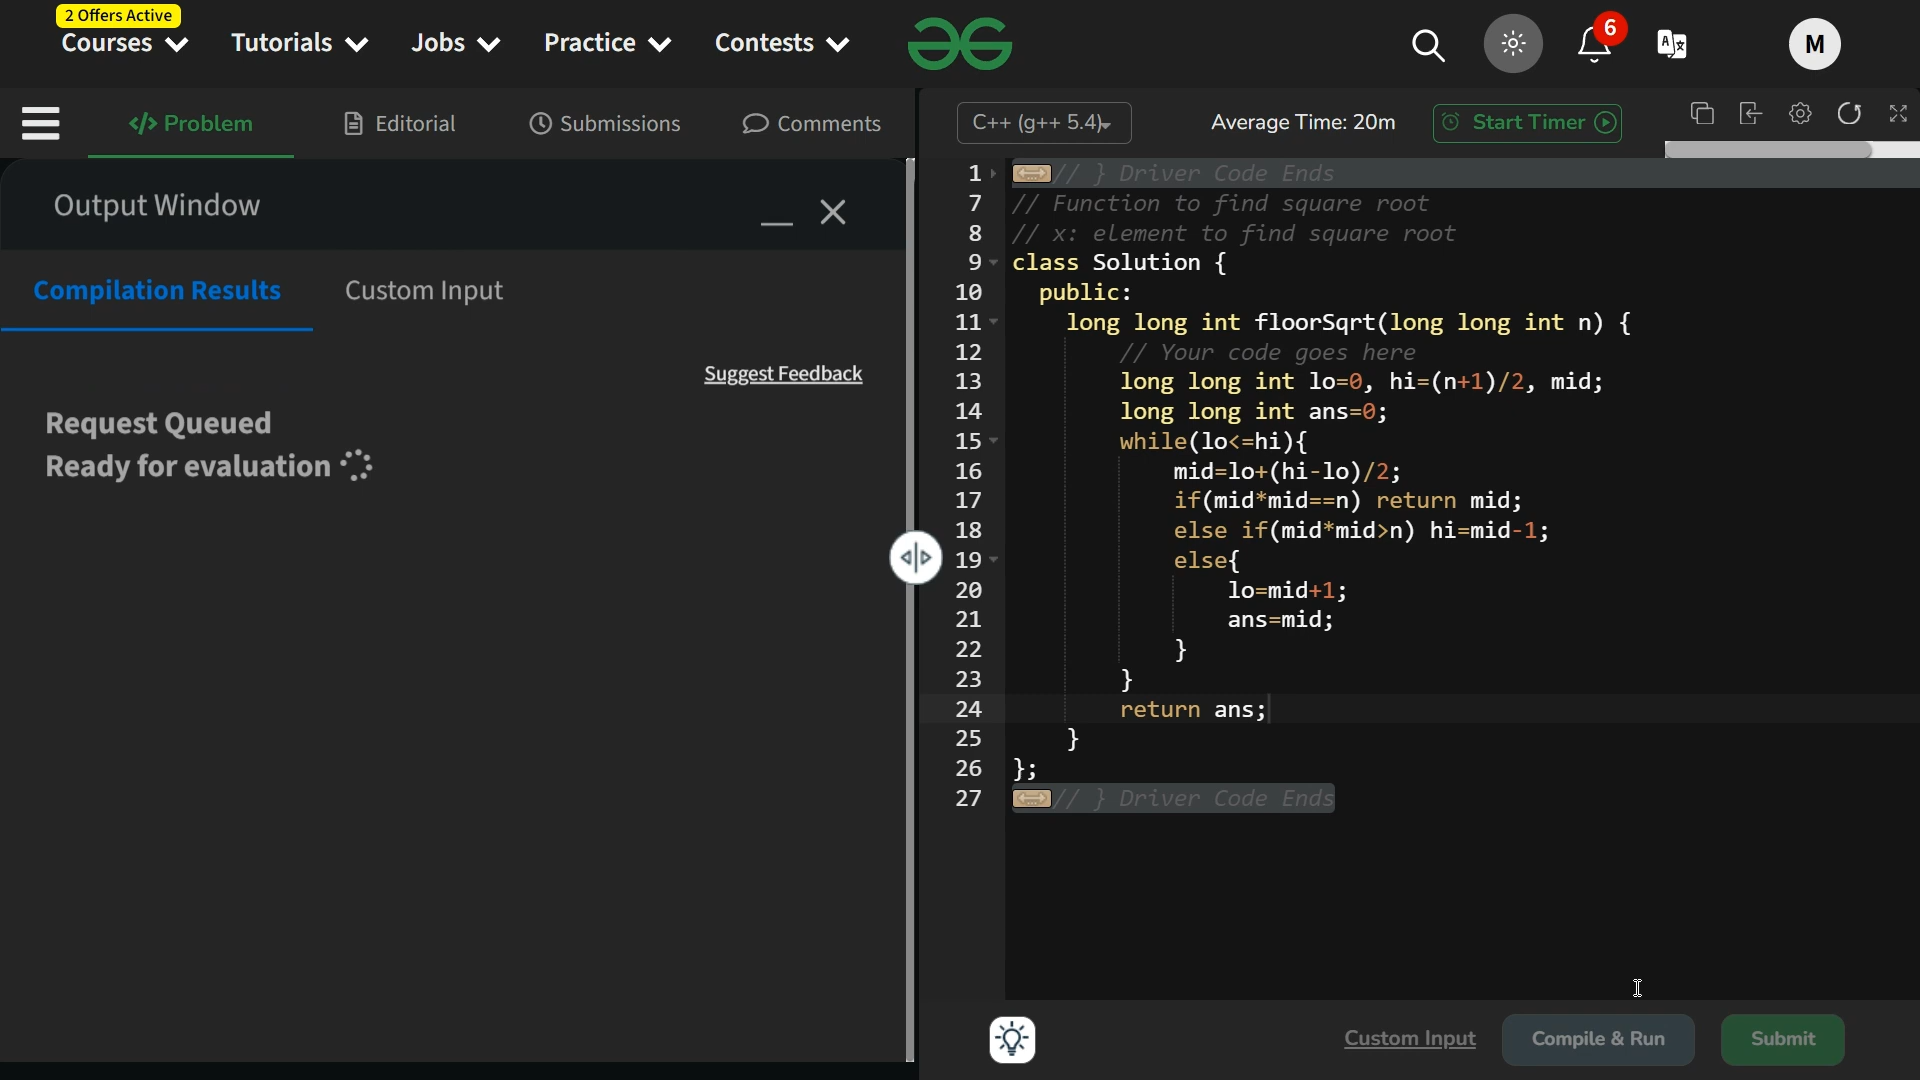 2 Offers Active
Courses Tutorials Jobs Practice Contests
6
M
Problem Editorial Submissions Comments
C++ (g++ 5.4) Average Time: 20m Start Timer
Output Window
Compilation Results Custom Input
Suggest Feedback
Request Queued
Ready for evaluation
1 // } Driver Code Ends
7 // Function to find square root
8 // x: element to find square root
9 class Solution {
10 public:
11 long long int floorSqrt(long long int n) {
12 // Your code goes here
13 long long int lo=0, hi=(n+1)/2, mid;
14 long long int ans=0;
15 while(lo<=hi){
16 mid=lo+(hi-lo)/2;
17 if(mid*mid==n) return mid;
18 else if(mid*mid>n) hi=mid-1;
19 else{
20 lo=mid+1;
21 ans=mid;
22 }
23 }
24 return ans;
25 }
26 };
27 // } Driver Code Ends
Custom Input Compile & Run Submit